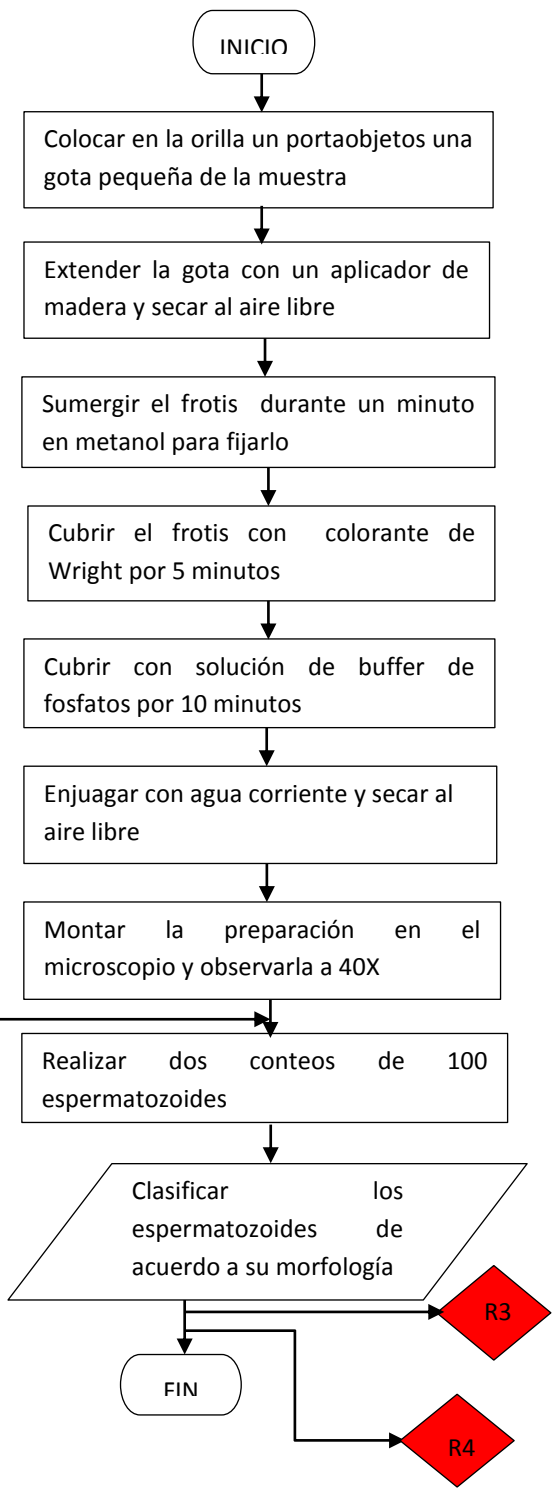 INICIO
Colocar en la orilla un portaobjetos una
gota pequeña de la muestra
Extender la gota con un aplicador de
madera y secar al aire libre
Sumergir el frotis durante un minuto
en metanol para fijarlo
Cubrir el frotis con colorante de
Wright por 5 minutos
Cubrir con solución de buffer de
fosfatos por 10 minutos
Enjuagar con agua corriente y secar al
aire libre
Montar la preparación en el
microscopio y observarla a 40X
Realizar dos conteos de 100
espermatozoides
Clasificar los
espermatozoides de
acuerdo a su morfología
R3
FIN
R4